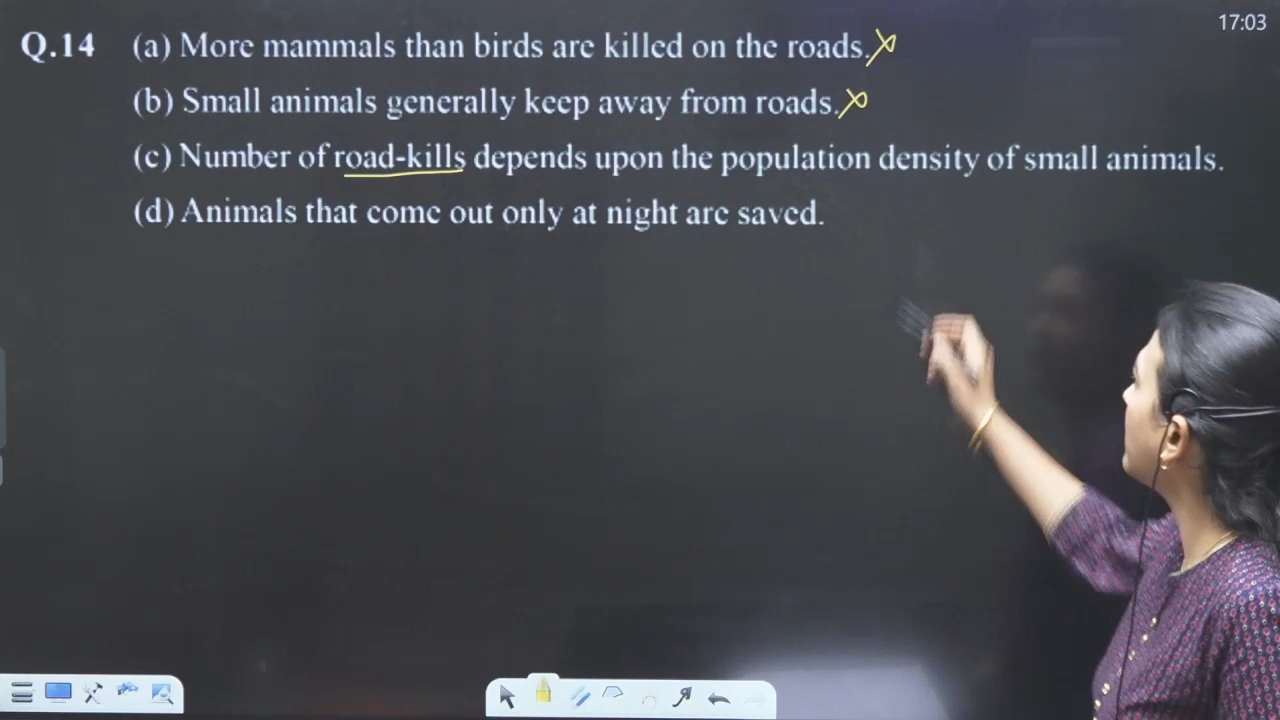 17:03
Q.14 (a) More mammals than birds are killed on the roads.
(b) Small animals generally keep away from roads.
(c) Number of road-kills depends upon the population density of small animals.
(d) Animals that come out only at night are saved.